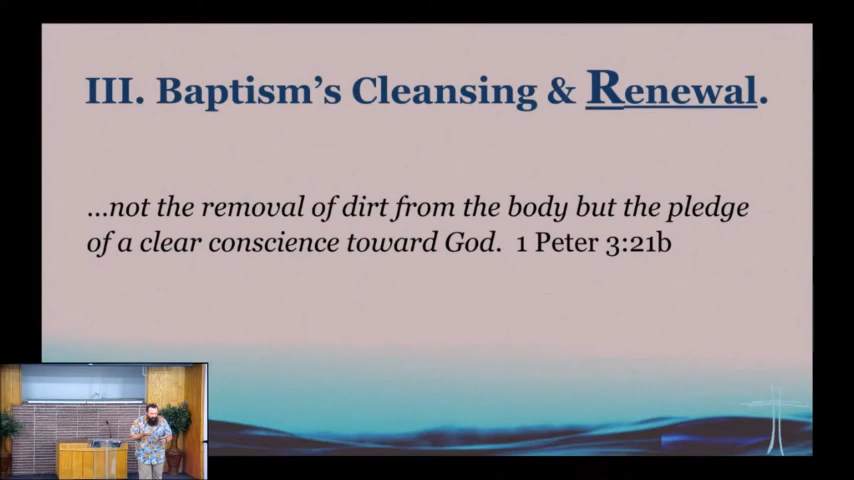 III. Baptism's Cleansing & Renewal.
...not the removal of dirt from the body but the pledge
of a clear conscience toward God. 1 Peter 3:21b